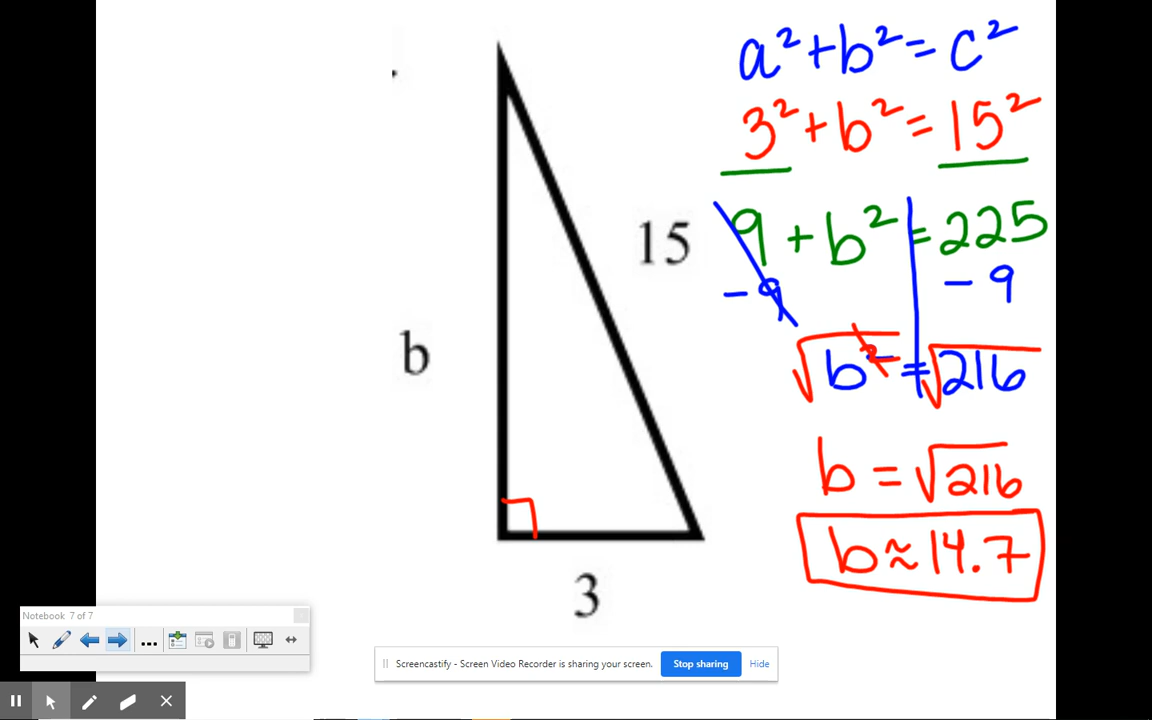 a² + b² = c²
3² + b² = 15²
15
9 + b² = 225
- 9 - 9
b
√b² = √216
b = √216
b ≈ 14.7
3
Notebook 7 of 7
...
Screencastify - Screen Video Recorder is sharing your screen. Stop sharing Hide